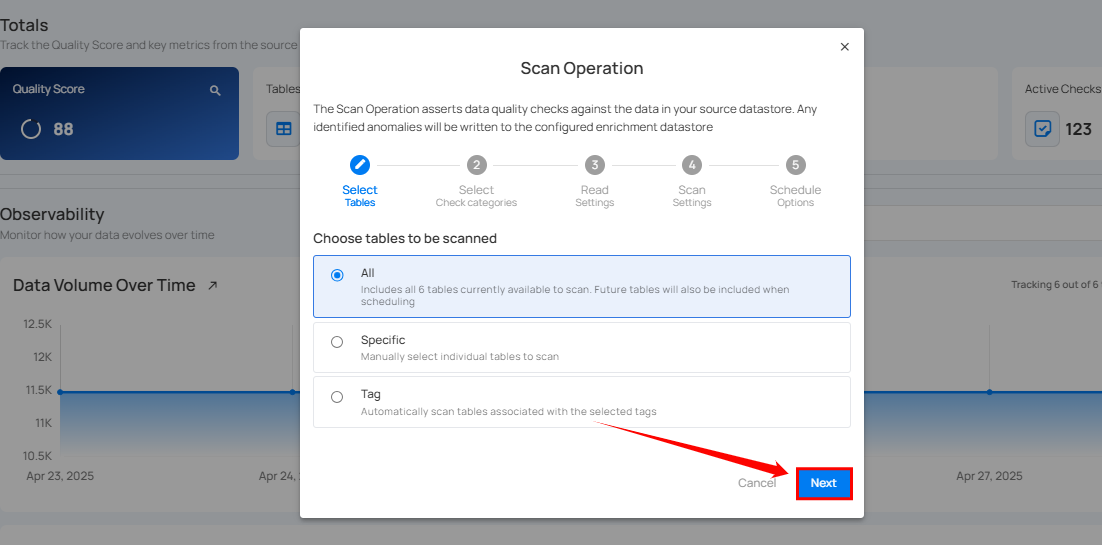 Totals
Track the Quality Score and key metrics from the source
Quality Score
88
Tables
Active Checks
123
Scan Operation
The Scan Operation asserts data quality checks against the data in your source datastore. Any
identified anomalies will be written to the configured enrichment datastore
Select
Tables
2
Select
Check categories
3
Read
Settings
4
Scan
Settings
5
Schedule
Options
Choose tables to be scanned
All
Includes all 6 tables currently available to scan. Future tables will also be included when
scheduling
Specific
Manually select individual tables to scan
Tag
Automatically scan tables associated with the selected tags
Cancel
Next
Observability
Monitor how your data evolves over time
Data Volume Over Time
Tracking 6 out of 6
12.5K
12K
11.5K
11K
10.5K
Apr 23, 2025
Apr 24,
Apr 27, 2025